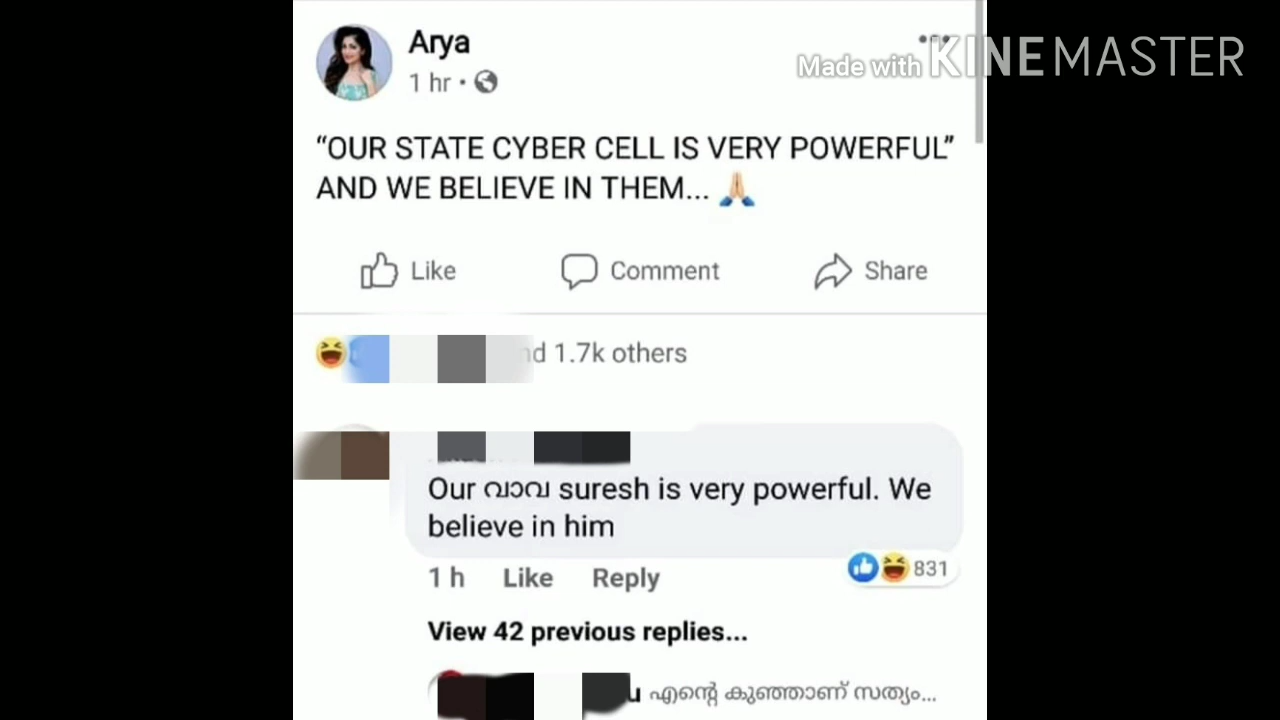 Arya
1 hr
Made with KINEMASTER
“OUR STATE CYBER CELL IS VERY POWERFUL”
AND WE BELIEVE IN THEM...
Like Comment Share
1.7k others
Our വാവ suresh is very powerful. We
believe in him
1 h Like Reply
831
View 42 previous replies...
എന്റെ കുഞ്ഞാണ് സത്യം...